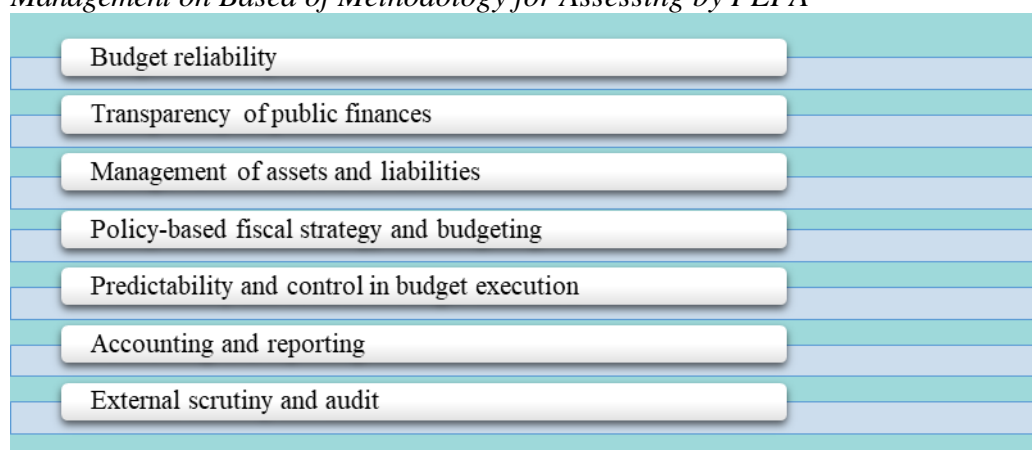 Management on Based of Methodology for Assessing by PEFA
Budget reliability
Transparency of public finances
Management of assets and liabilities
Policy-based fiscal strategy and budgeting
Predictability and control in budget execution
Accounting and reporting
External scrutiny and audit